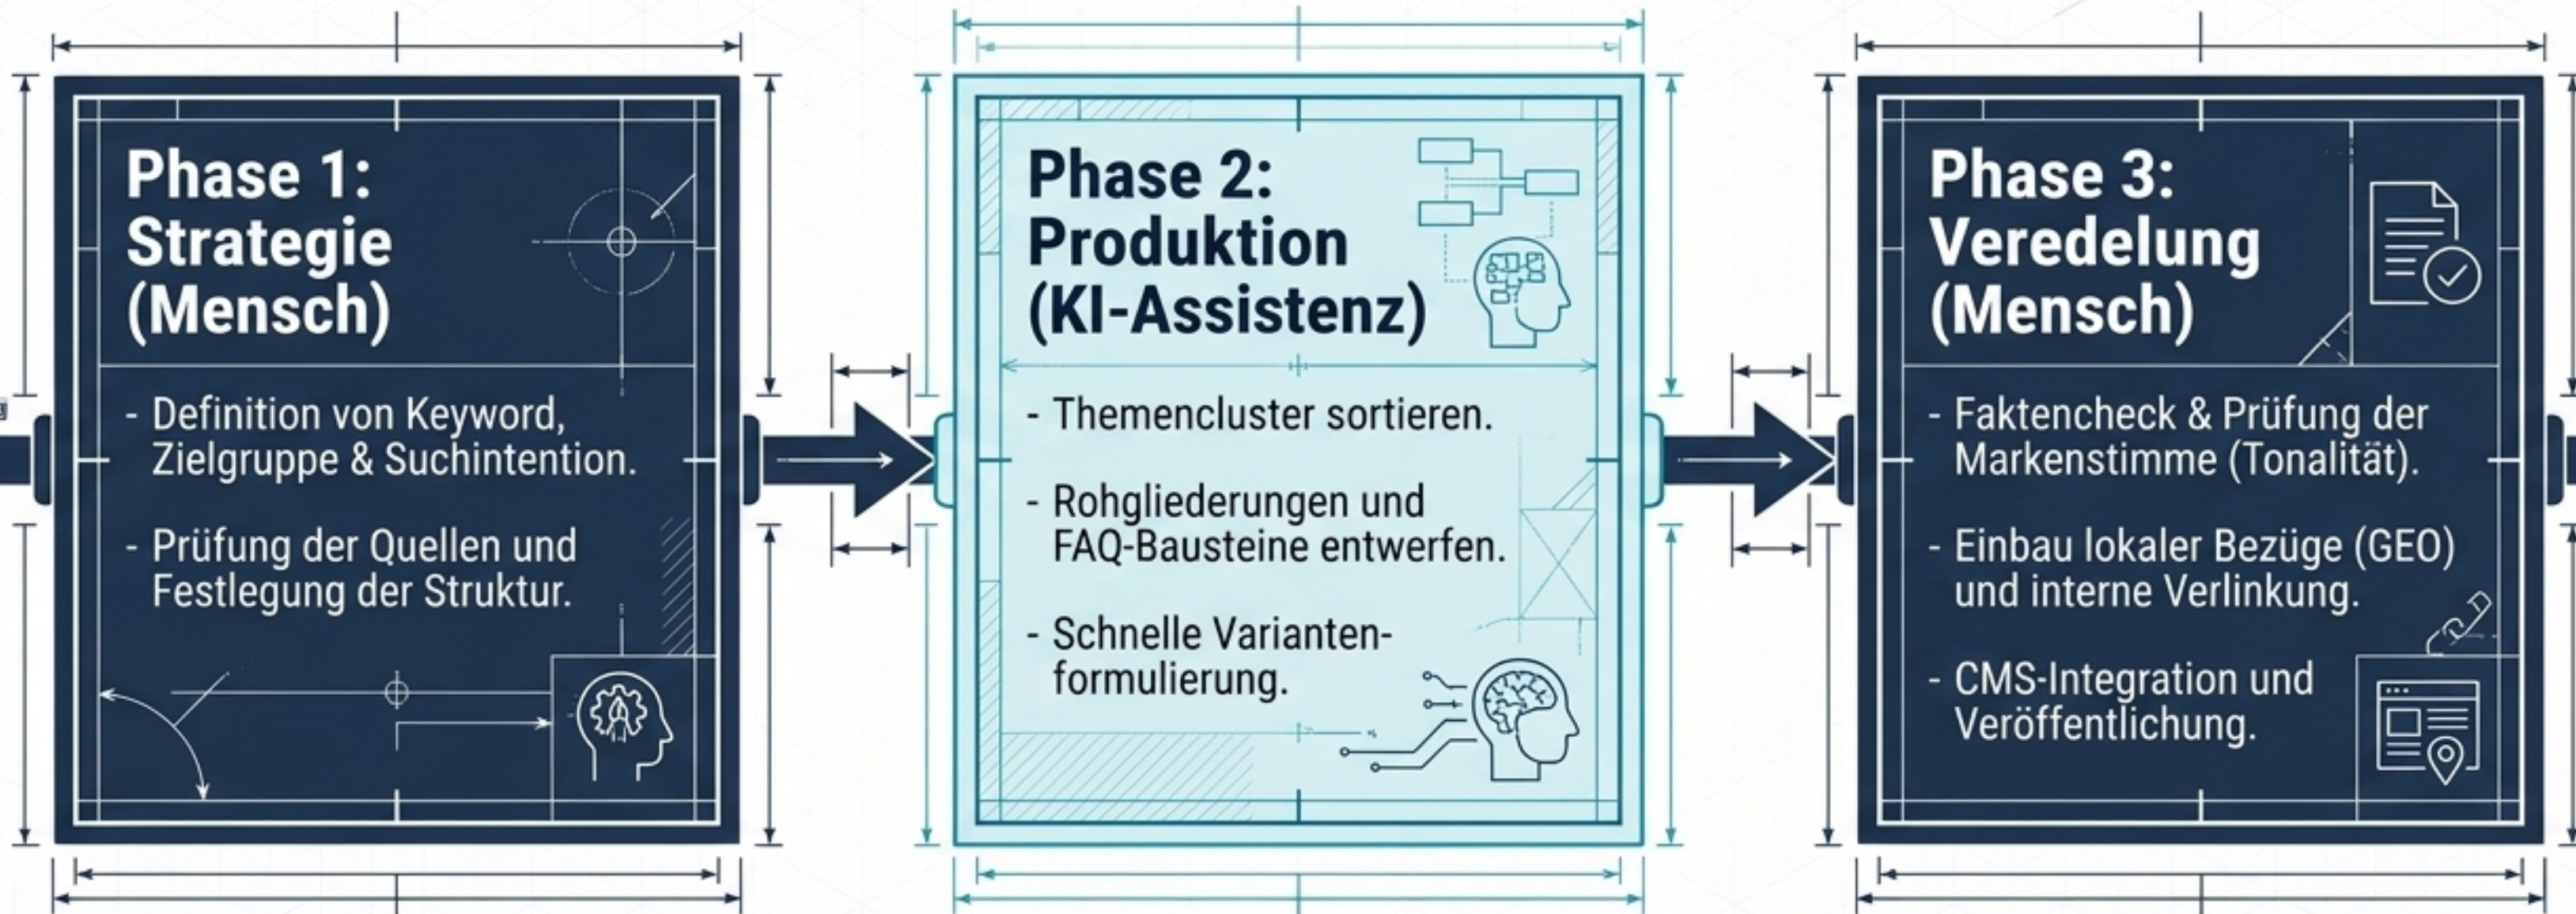 Phase 1:
Strategie
(Mensch)
- Definition von Keyword,
Zielgruppe & Suchintention.
- Prüfung der Quellen und
Festlegung der Struktur.
Phase 2:
Produktion
(KI-Assistenz)
- Themencluster sortieren.
- Rohgliederungen und
FAQ-Bausteine entwerfen.
- Schnelle Varianten-
formulierung.
Phase 3:
Veredelung
(Mensch)
- Faktencheck & Prüfung der
Markenstimme (Tonalität).
- Einbau lokaler Bezüge (GEO)
und interne Verlinkung.
- CMS-Integration und
Veröffentlichung.